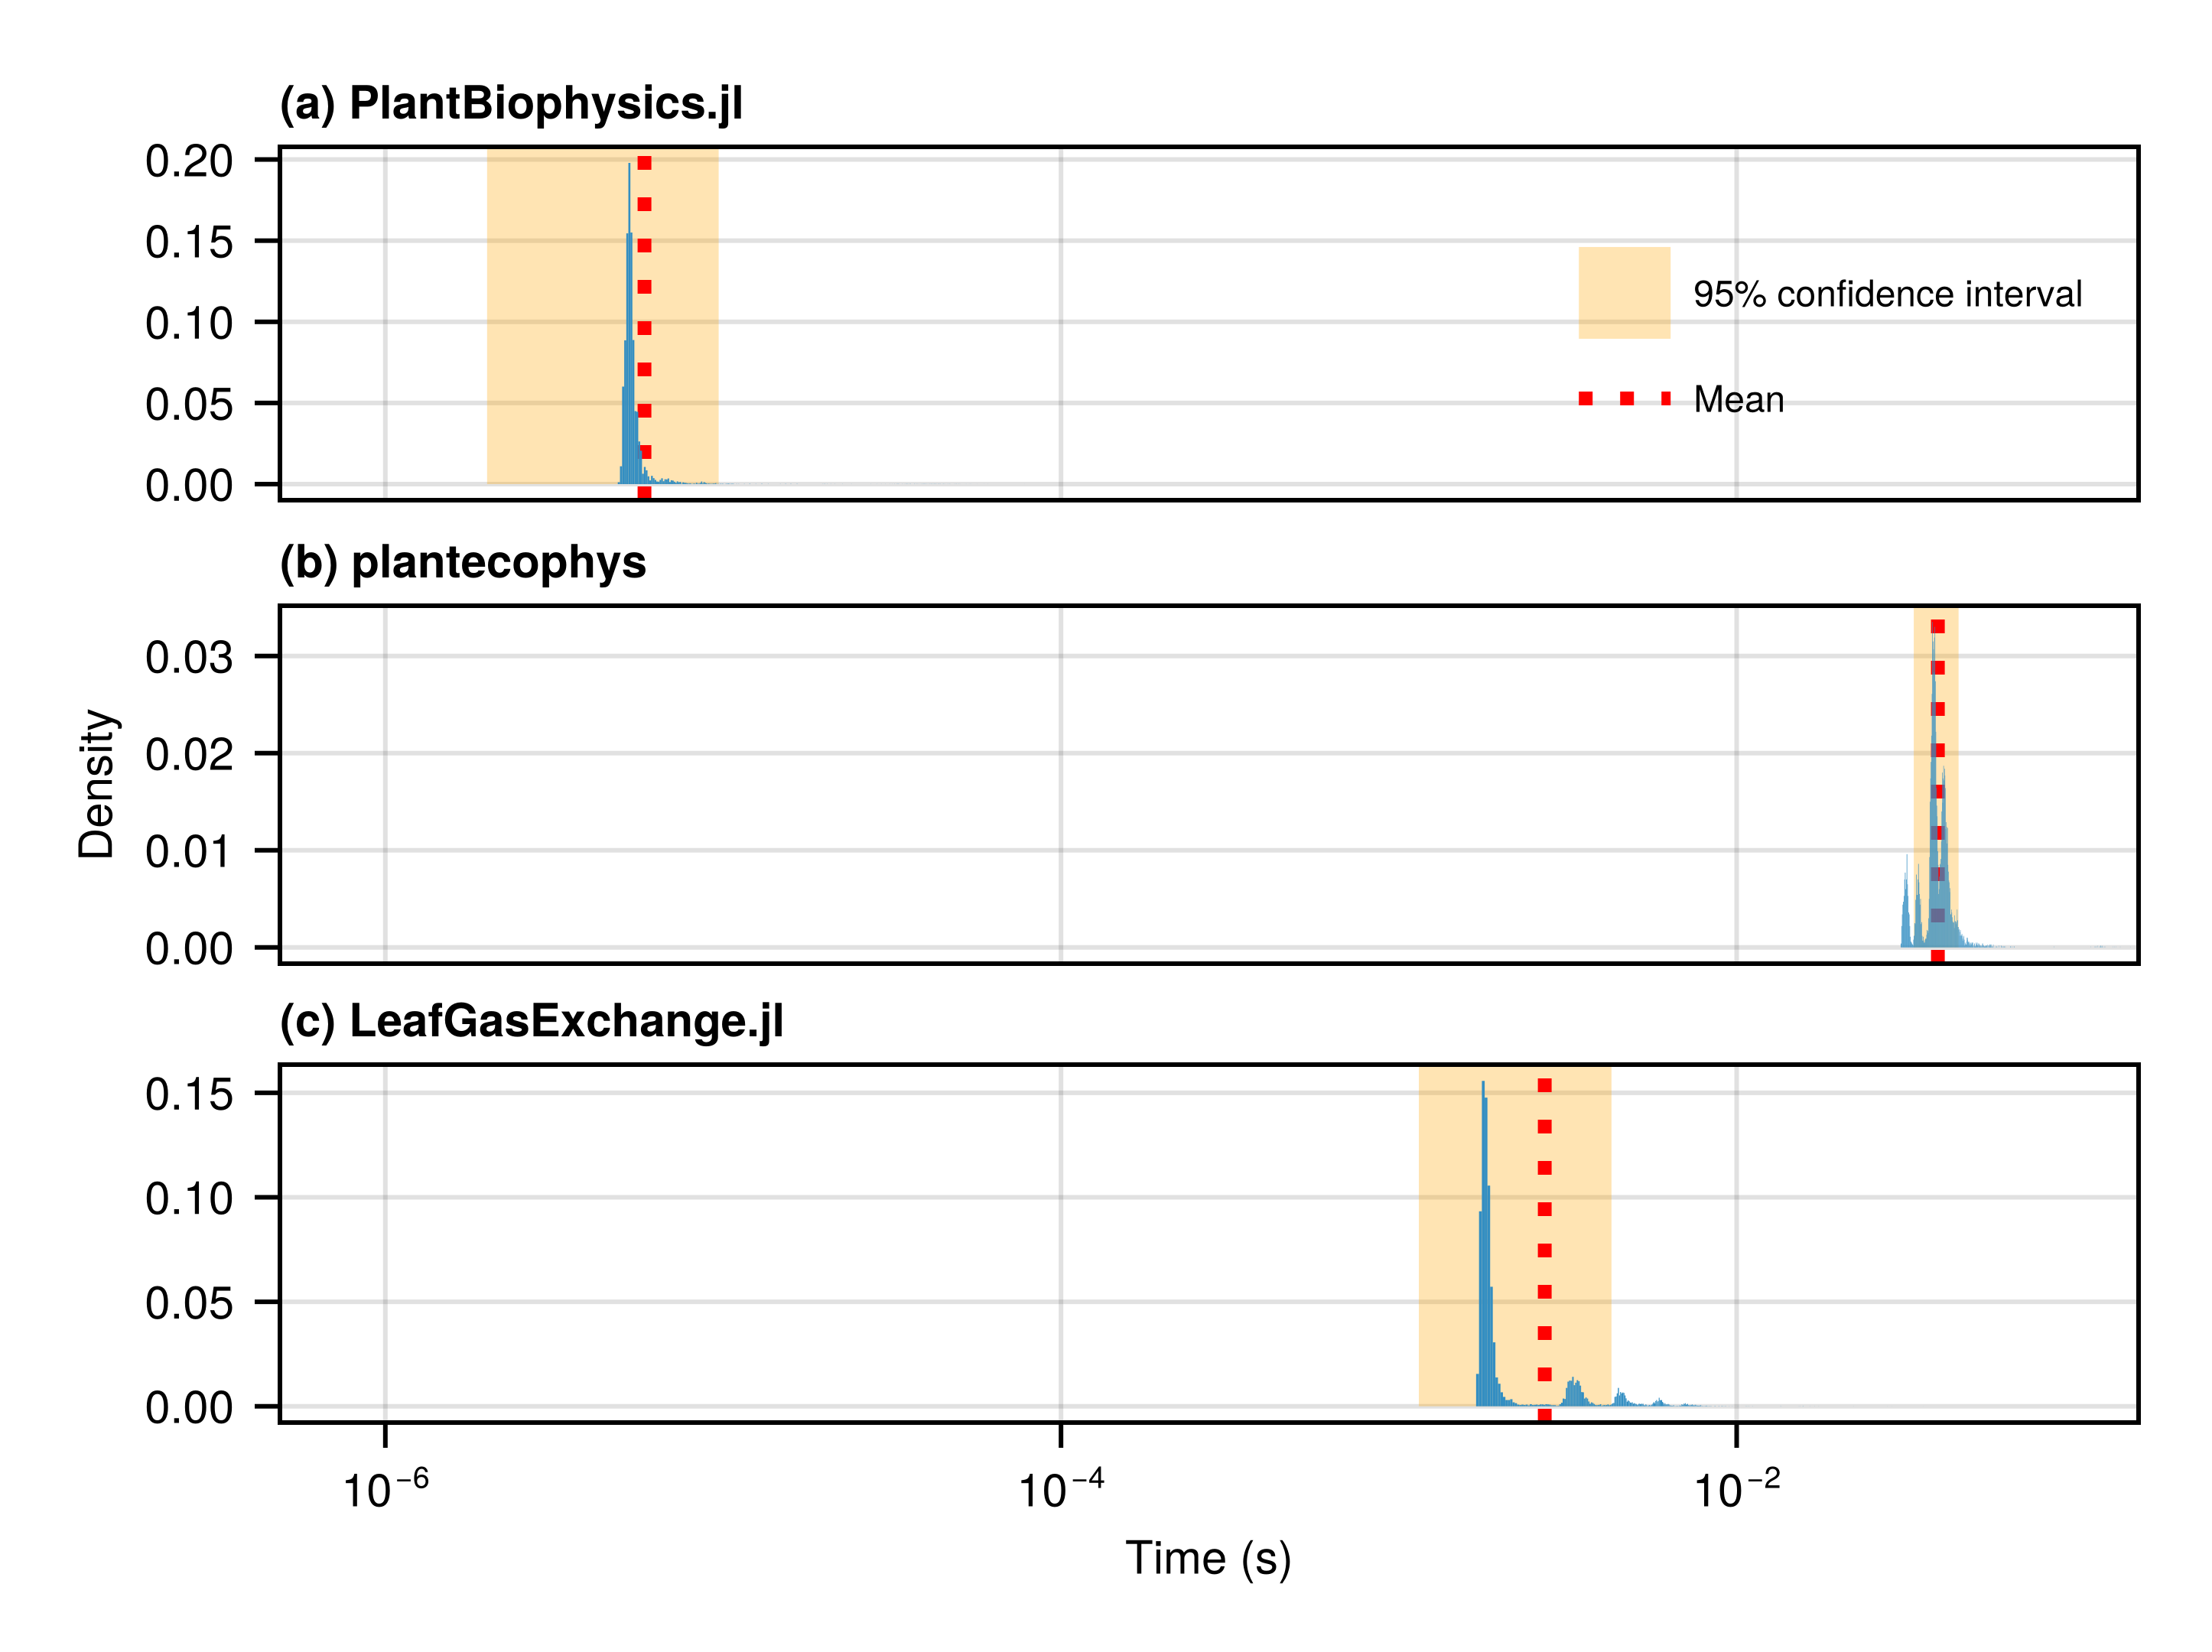 (a) PlantBiophysics.jl
0.20
0.15
0.10
0.05
0.00
95% confidence interval
Mean
(b) plantecophys
0.03
0.02
0.01
0.00
Density
(c) LeafGasExchange.jl
0.15
0.10
0.05
0.00
10⁻⁶ 10⁻⁴ 10⁻²
Time (s)